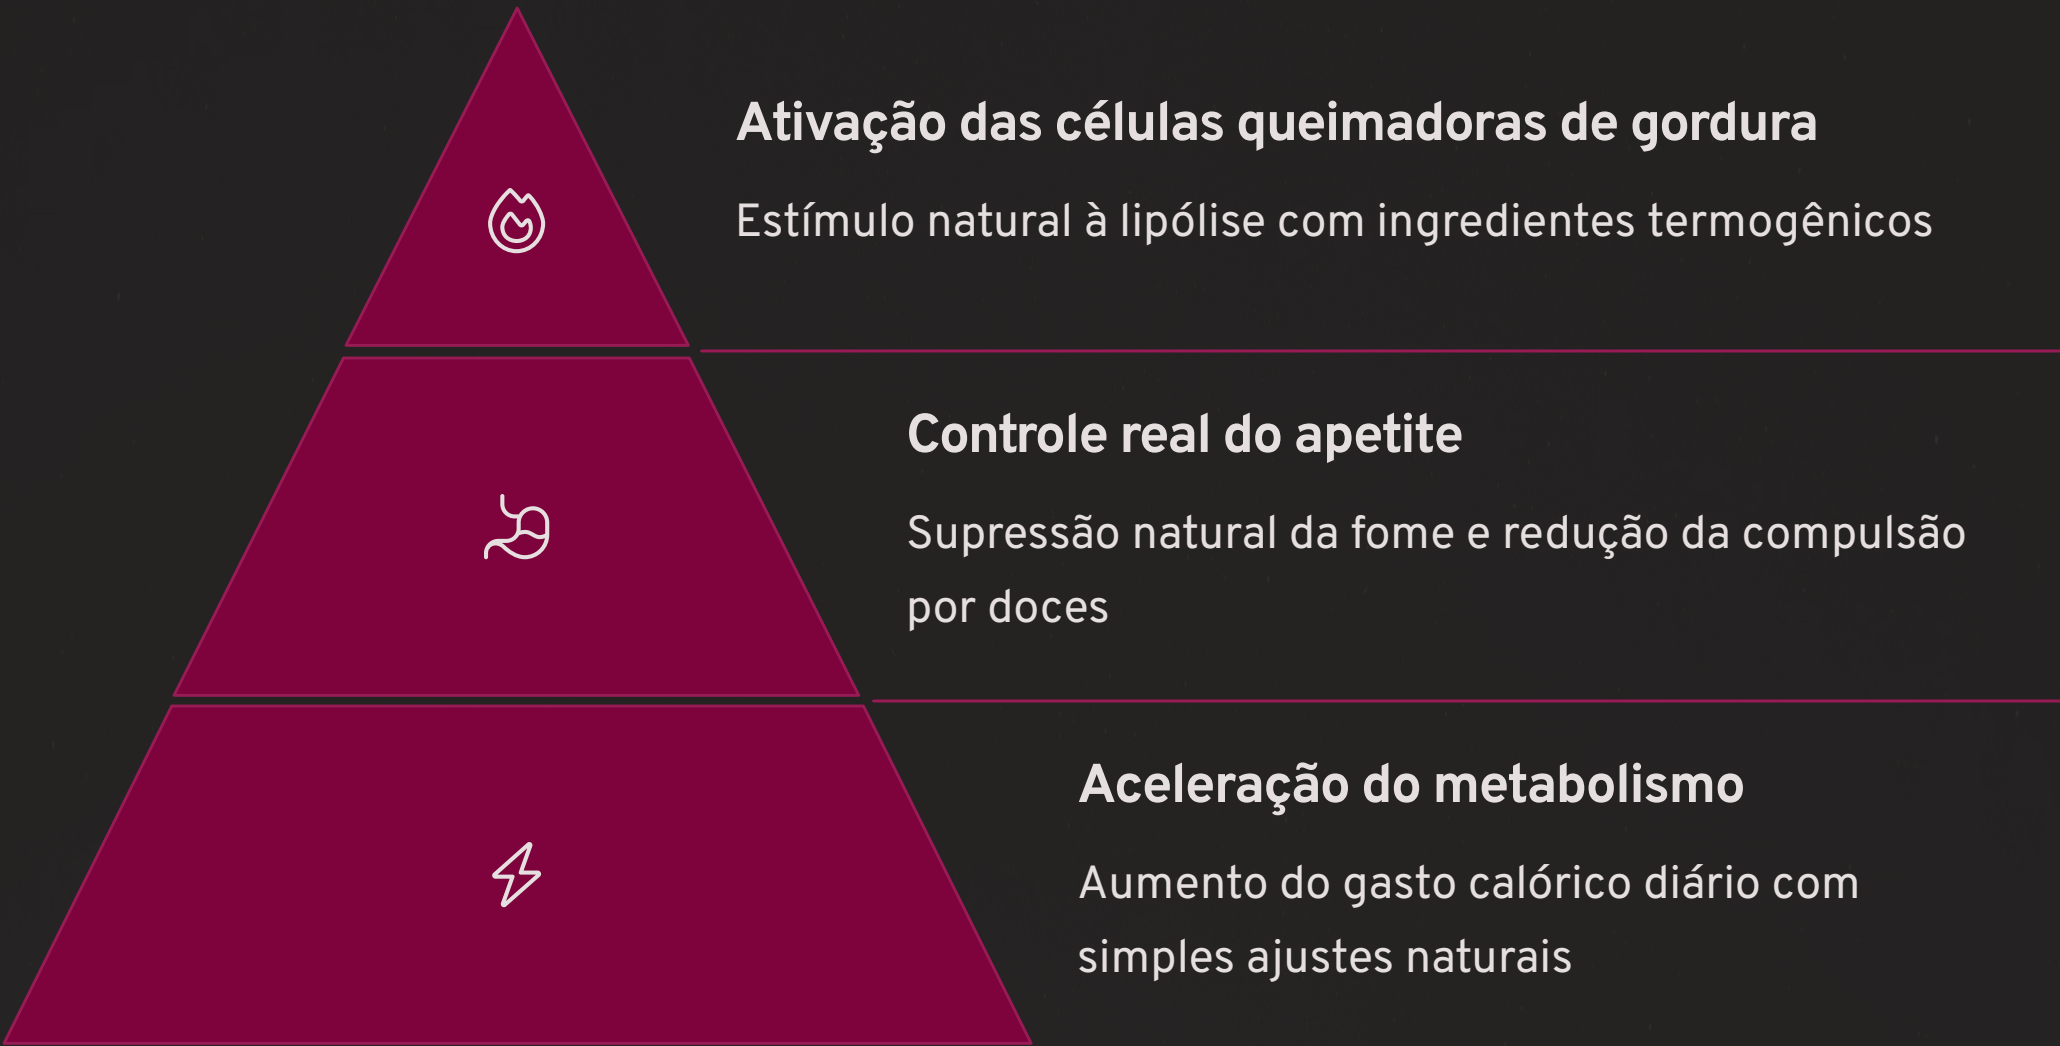 Ativação das células queimadoras de gordura
Estímulo natural à lipólise com ingredientes termogênicos
Controle real do apetite
Supressão natural da fome e redução da compulsão
por doces
Aceleração do metabolismo
Aumento do gasto calórico diário com
simples ajustes naturais